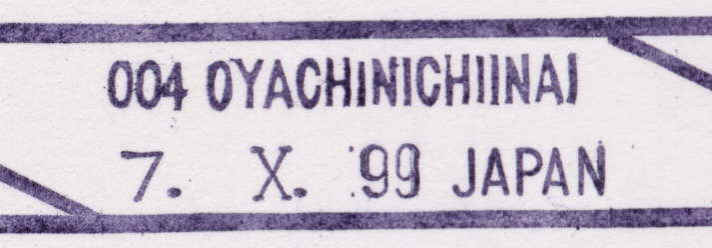 004 OYACHINICHIINAI
7. X. 99 JAPAN